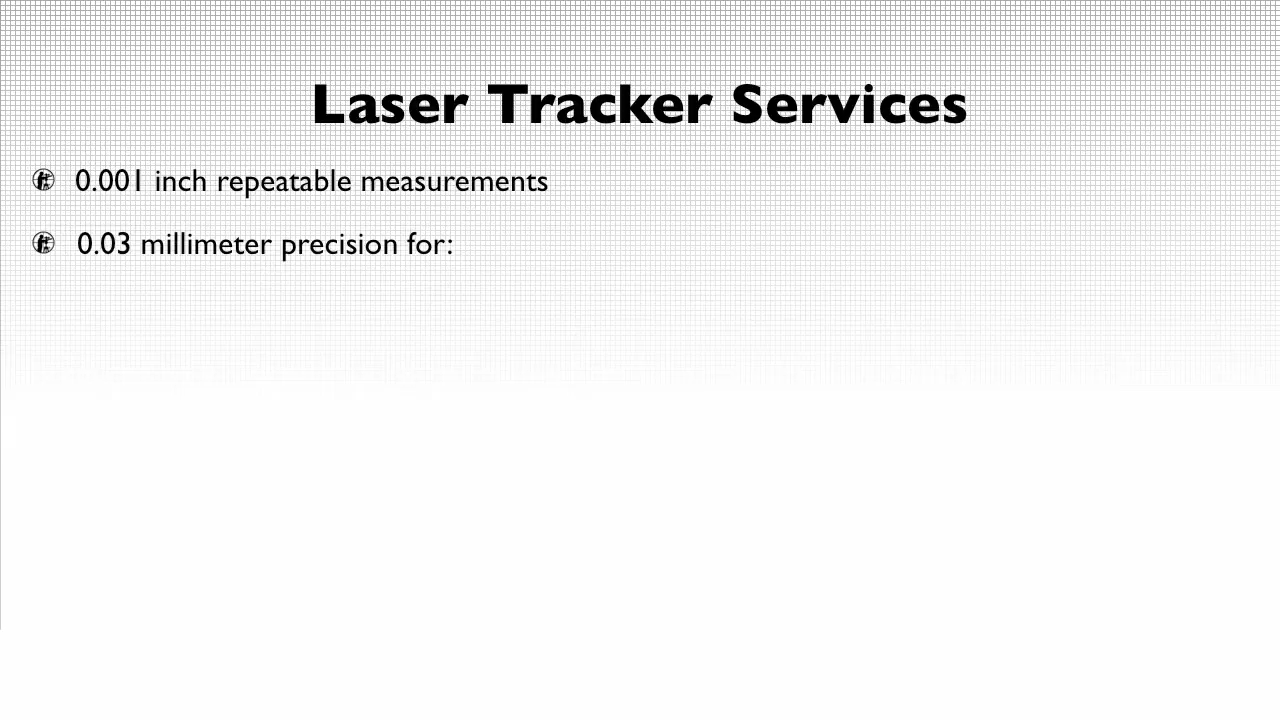 Laser Tracker Services
0.001 inch repeatable measurements
0.03 millimeter precision for: